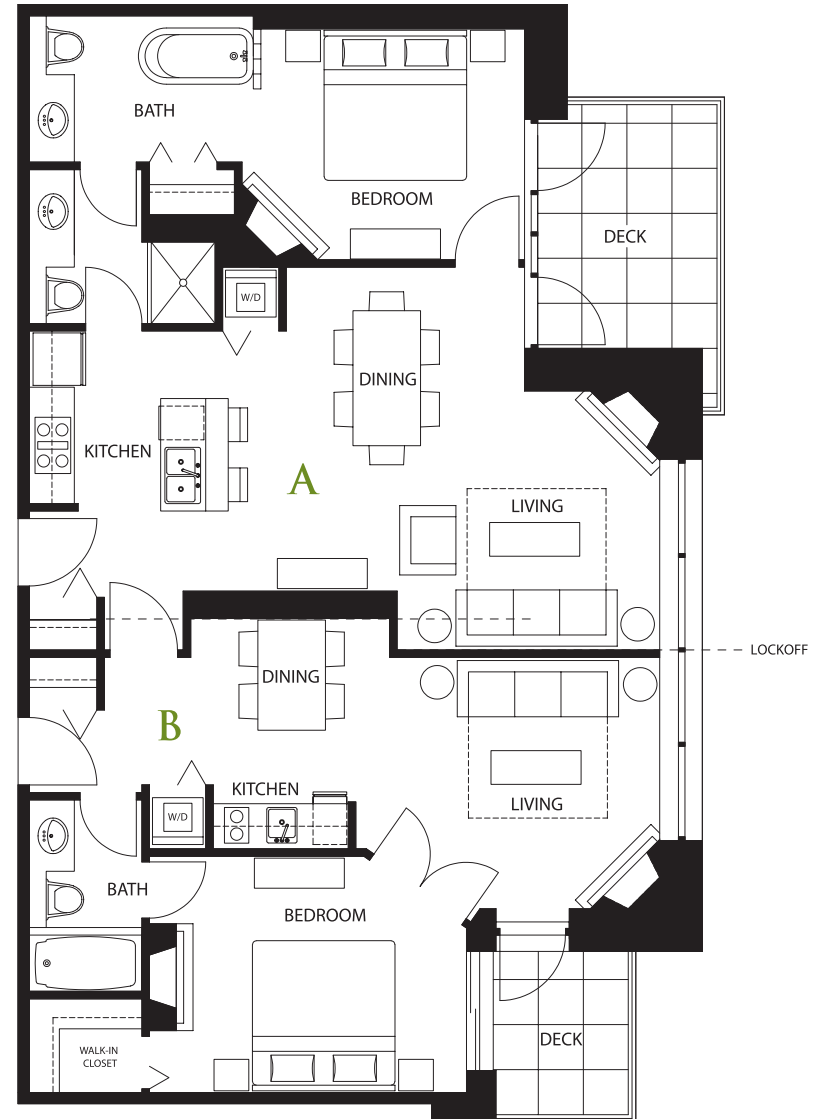 BATH
BEDROOM
DECK
W/D
DINING
KITCHEN
A
LIVING
LOCKOFF
DINING
B
KITCHEN
LIVING
W/D
BATH
BEDROOM
DECK
WALK-IN
CLOSET